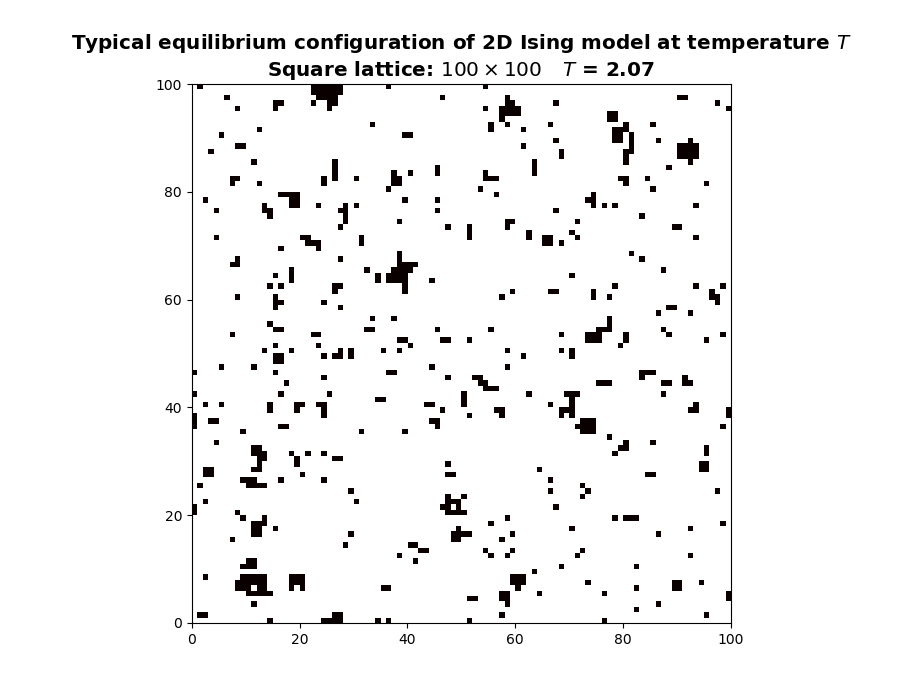 Typical equilibrium configuration of 2D Ising model at temperature T
Square lattice: 100 × 100 T = 2.07
100
80
60
40
20
0
0 20 40 60 80 100